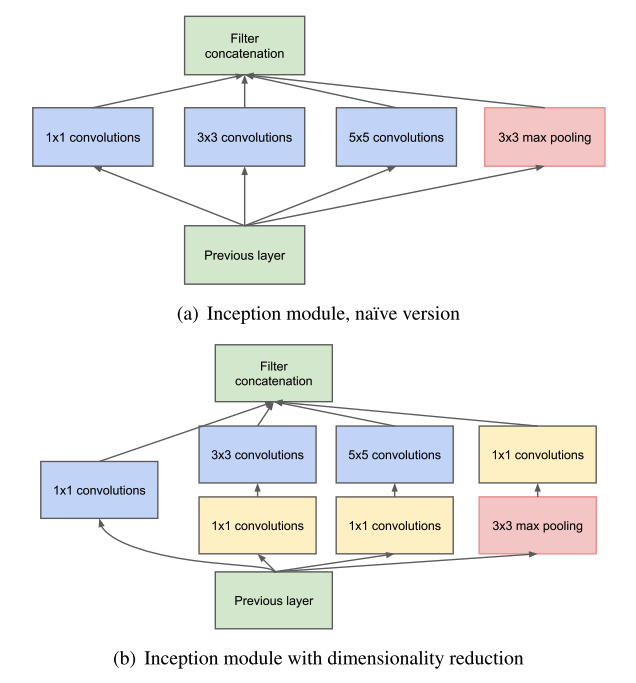 Filter
concatenation
1x1 convolutions
3x3 convolutions
5x5 convolutions
3x3 max pooling
Previous layer
(a) Inception module, naïve version
Filter
concatenation
3x3 convolutions
5x5 convolutions
1x1 convolutions
1x1 convolutions
1x1 convolutions
1x1 convolutions
3x3 max pooling
Previous layer
(b) Inception module with dimensionality reduction